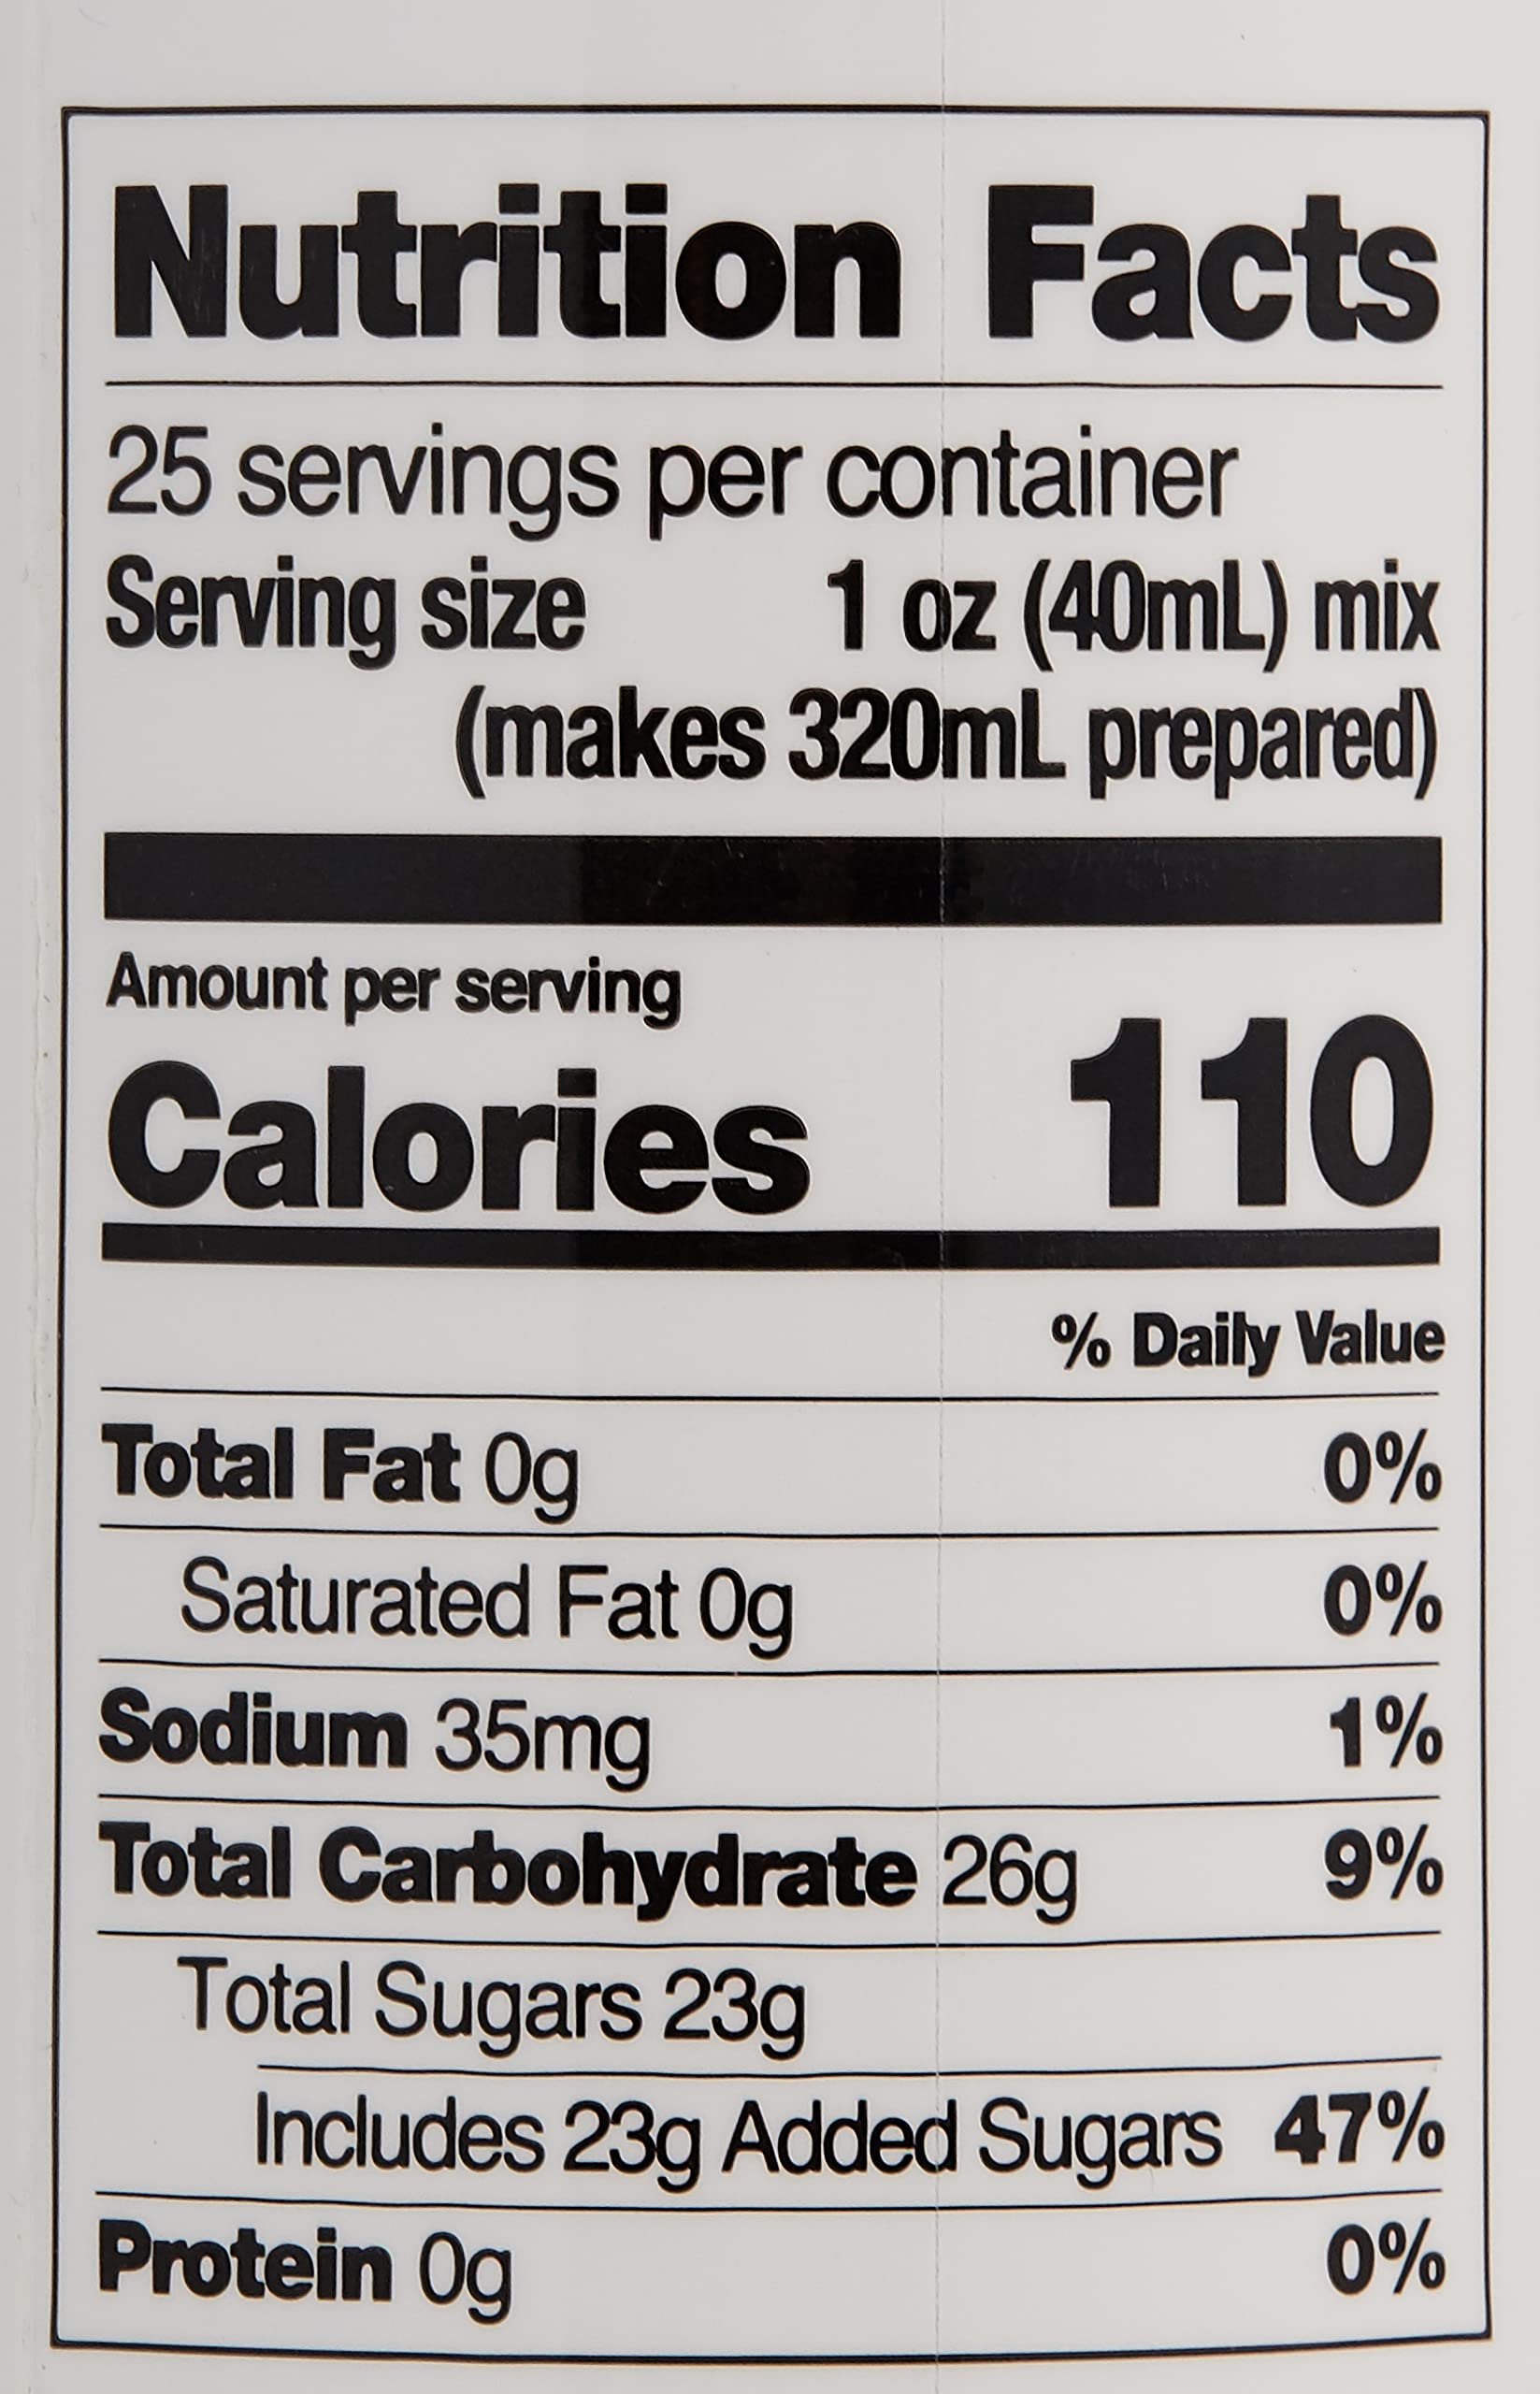 Nutrition Facts
25 servings per container
Serving size 1 oz (40mL) mix
(makes 320mL prepared)
Amount per serving
Calories 110
% Daily Value
Total Fat 0g 0%
Saturated Fat 0g 0%
Sodium 35mg 1%
Total Carbohydrate 26g 9%
Total Sugars 23g
Includes 23g Added Sugars 47%
Protein 0g 0%